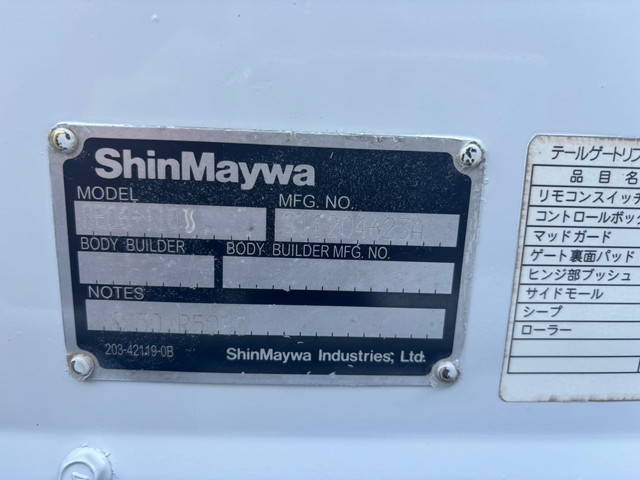 ShinMaywa
MODEL
MFG. NO.
BODY BUILDER
BODY BUILDER MFG. NO.
NOTES
203-42119-0B
ShinMaywa Industries, Ltd.
テールゲートリフ
品目名
リモコンスイッチ
コントロールボック
マッドガード
ゲート裏面パッド
ヒンジ部ブッシュ
サイドモール
シーブ
ローラー